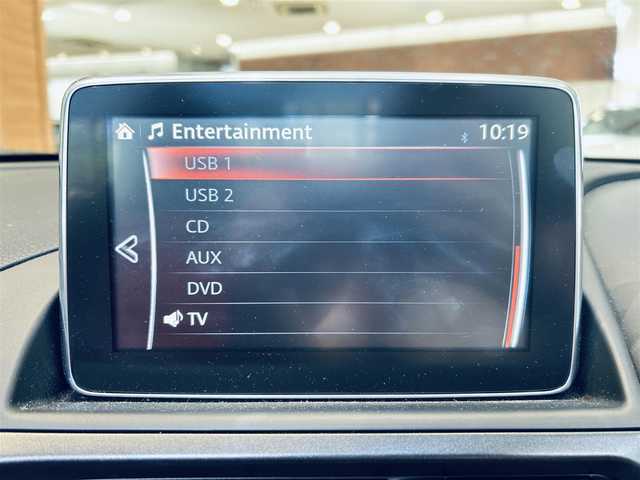 Entertainment 10:19
USB 1
USB 2
CD
AUX
DVD
TV